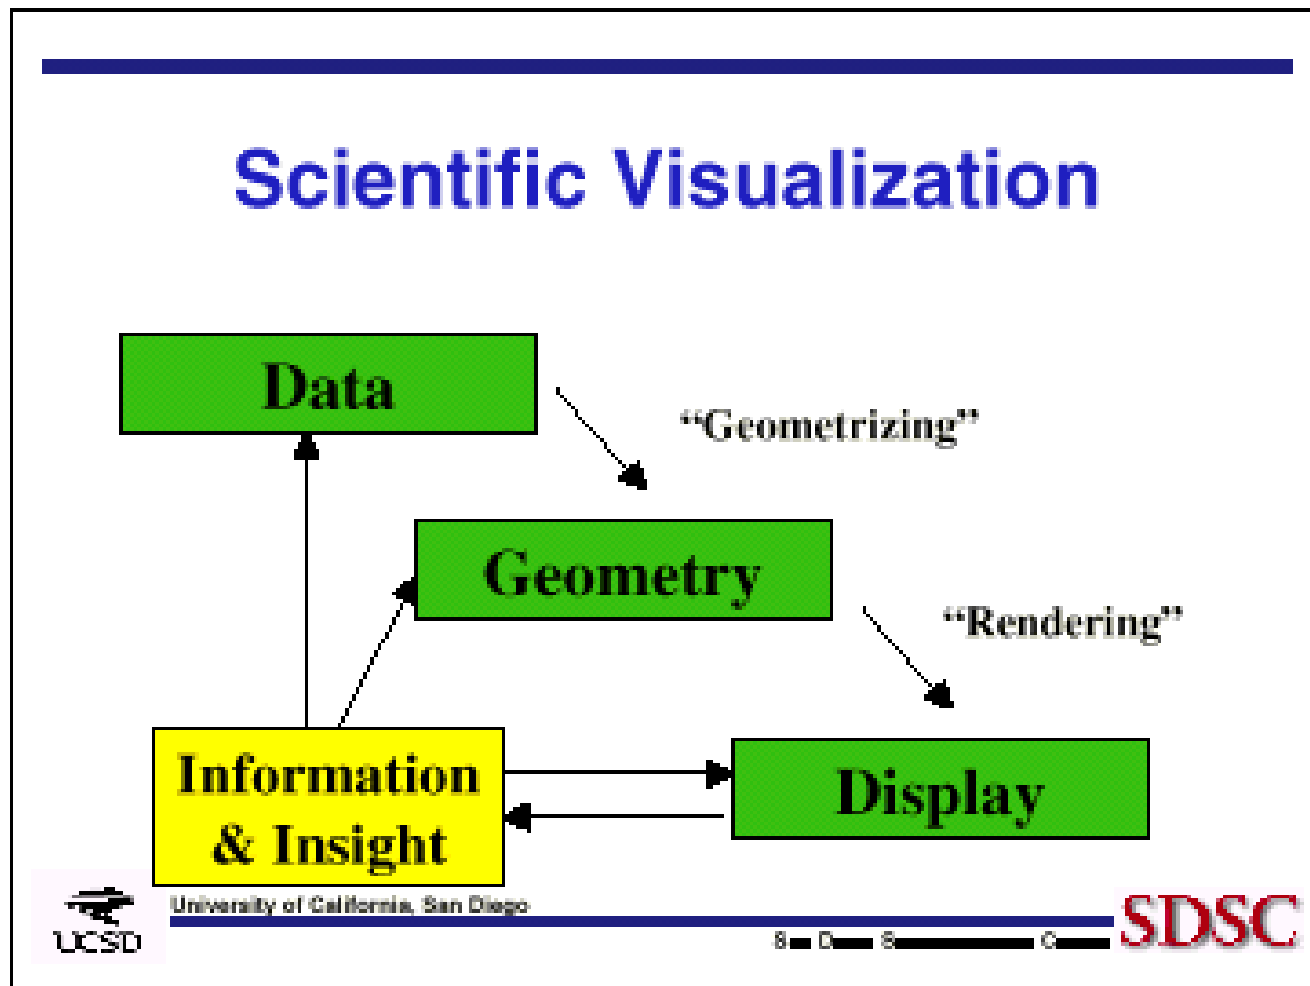 Scientific Visualization
Data
“Geometrizing”
Geometry
“Rendering”
Information
& Insight
Display
University of California, San Diego
UCSD
S D S C
SDSC